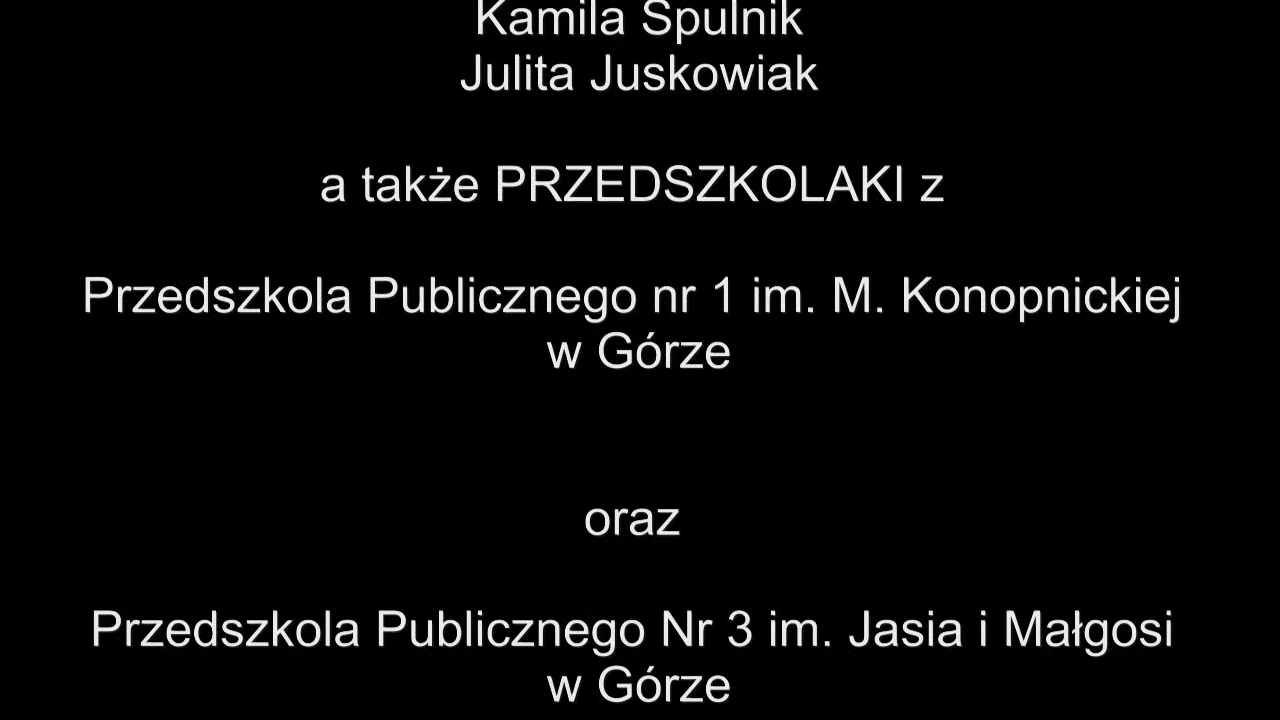 Kamila Spulnik
Julita Juskowiak
a także PRZEDSZKOLAKI z
Przedszkola Publicznego nr 1 im. M. Konopnickiej
w Górze
oraz
Przedszkola Publicznego Nr 3 im. Jasia i Małgosi
w Górze